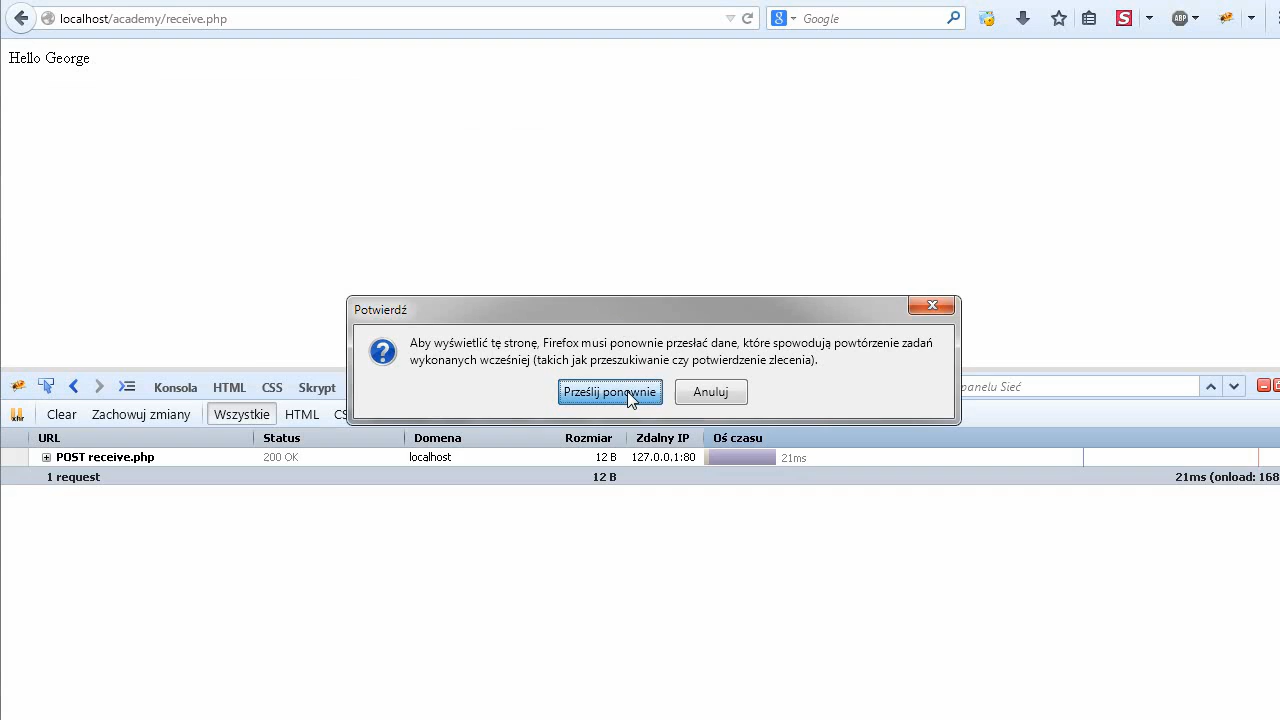 localhost/academy/receive.php
Google
S
ABP
Hello George
Potwierdź
Aby wyświetlić tę stronę, Firefox musi ponownie przesłać dane, które spowodują powtórzenie zadań
wykonanych wcześniej (takich jak przeszukiwanie czy potwierdzenie zlecenia).
Prześlij ponownie
Anuluj
Konsola HTML CSS Skrypt
panelu Sieć
Clear Zachowuj zmiany Wszystkie HTML CS
URL Status Domena Rozmiar Zdalny IP Oś czasu
POST receive.php 200 OK localhost 12 B 127.0.0.1:80 21ms
1 request 12 B 21ms (onload: 168